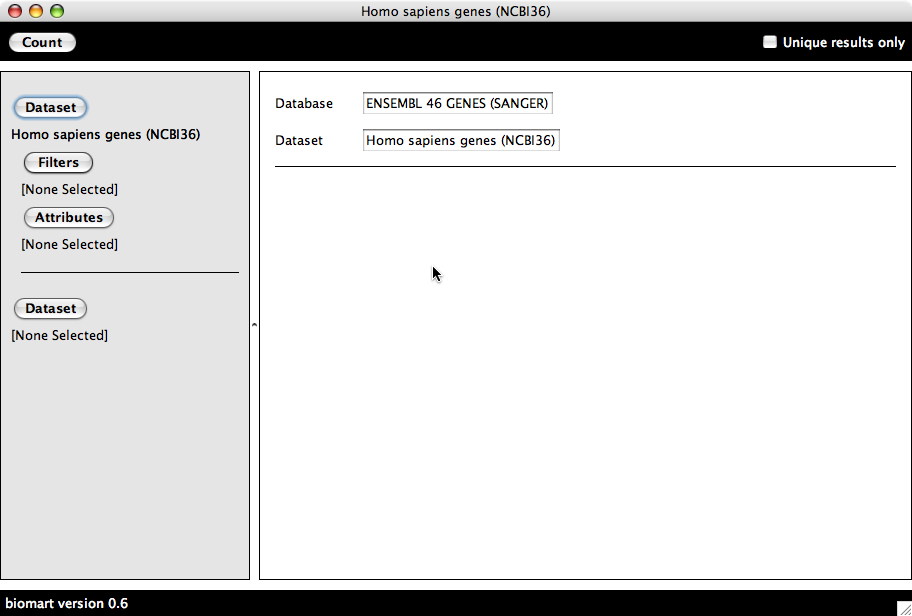 Homo sapiens genes (NCBI36)
Count
Unique results only
Dataset
Homo sapiens genes (NCBI36)
Filters
[None Selected]
Attributes
[None Selected]
Dataset
[None Selected]
Database ENSEMBL 46 GENES (SANGER)
Dataset Homo sapiens genes (NCBI36)
biomart version 0.6